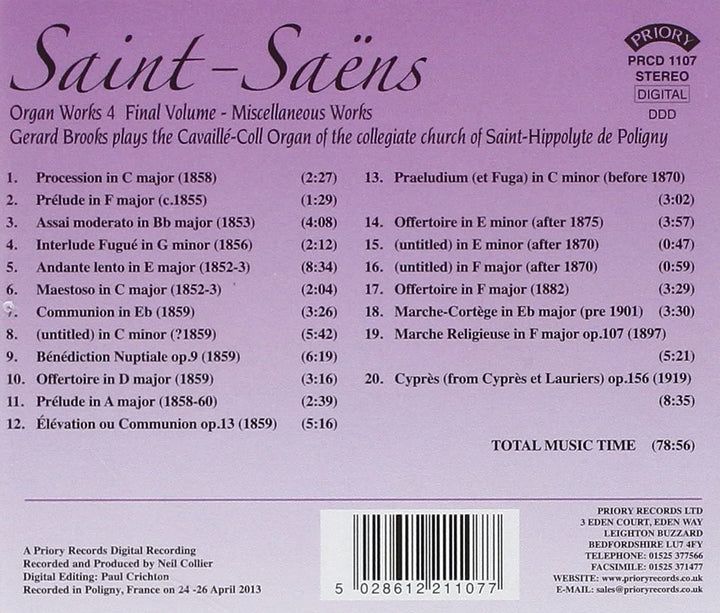 Saint-Saëns
PRIORY
PRCD 1107
STEREO
DIGITAL
DDD
Organ Works 4 Final Volume - Miscellaneous Works
Gerard Brooks plays the Cavaillé-Coll Organ of the collegiate church of Saint-Hippolyte de Poligny
1. Procession in C major (1858) (2:27)
2. Prélude in F major (c.1855) (1:29)
3. Assai moderato in Bb major (1853) (4:08)
4. Interlude Fugué in G minor (1856) (2:12)
5. Andante lento in E major (1852-3) (8:34)
6. Maestoso in C major (1852-3) (2:04)
7. Communion in Eb (1859) (3:26)
8. (untitled) in C minor (?1859) (5:42)
9. Bénédiction Nuptiale op.9 (1859) (6:19)
10. Offertoire in D major (1859) (3:16)
11. Prélude in A major (1858-60) (2:39)
12. Élévation ou Communion op.13 (1859) (5:16)
13. Praeludium (et Fuga) in C minor (before 1870)
(3:02)
14. Offertoire in E minor (after 1875) (3:57)
15. (untitled) in E minor (after 1870) (0:47)
16. (untitled) in F major (after 1870) (0:59)
17. Offertoire in F major (1882) (3:29)
18. Marche-Cortège in Eb major (pre 1901) (3:30)
19. Marche Religieuse in F major op.107 (1897)
(5:21)
20. Cyprès (from Cyprès et Lauriers) op.156 (1919)
(8:35)
TOTAL MUSIC TIME (78:56)
A Priory Records Digital Recording
Recorded and Produced by Neil Collier
Digital Editing: Paul Crichton
Recorded in Poligny, France on 24 -26 April 2013
5 028612 211077
PRIORY RECORDS LTD
3 EDEN COURT, EDEN WAY
LEIGHTON BUZZARD
BEDFORDSHIRE LU7 4FY
TELEPHONE: 01525 377566
FACSIMILE: 01525 371477
WEBSITE: www.prioryrecords.co.uk
E-MAIL: sales@prioryrecords.co.uk